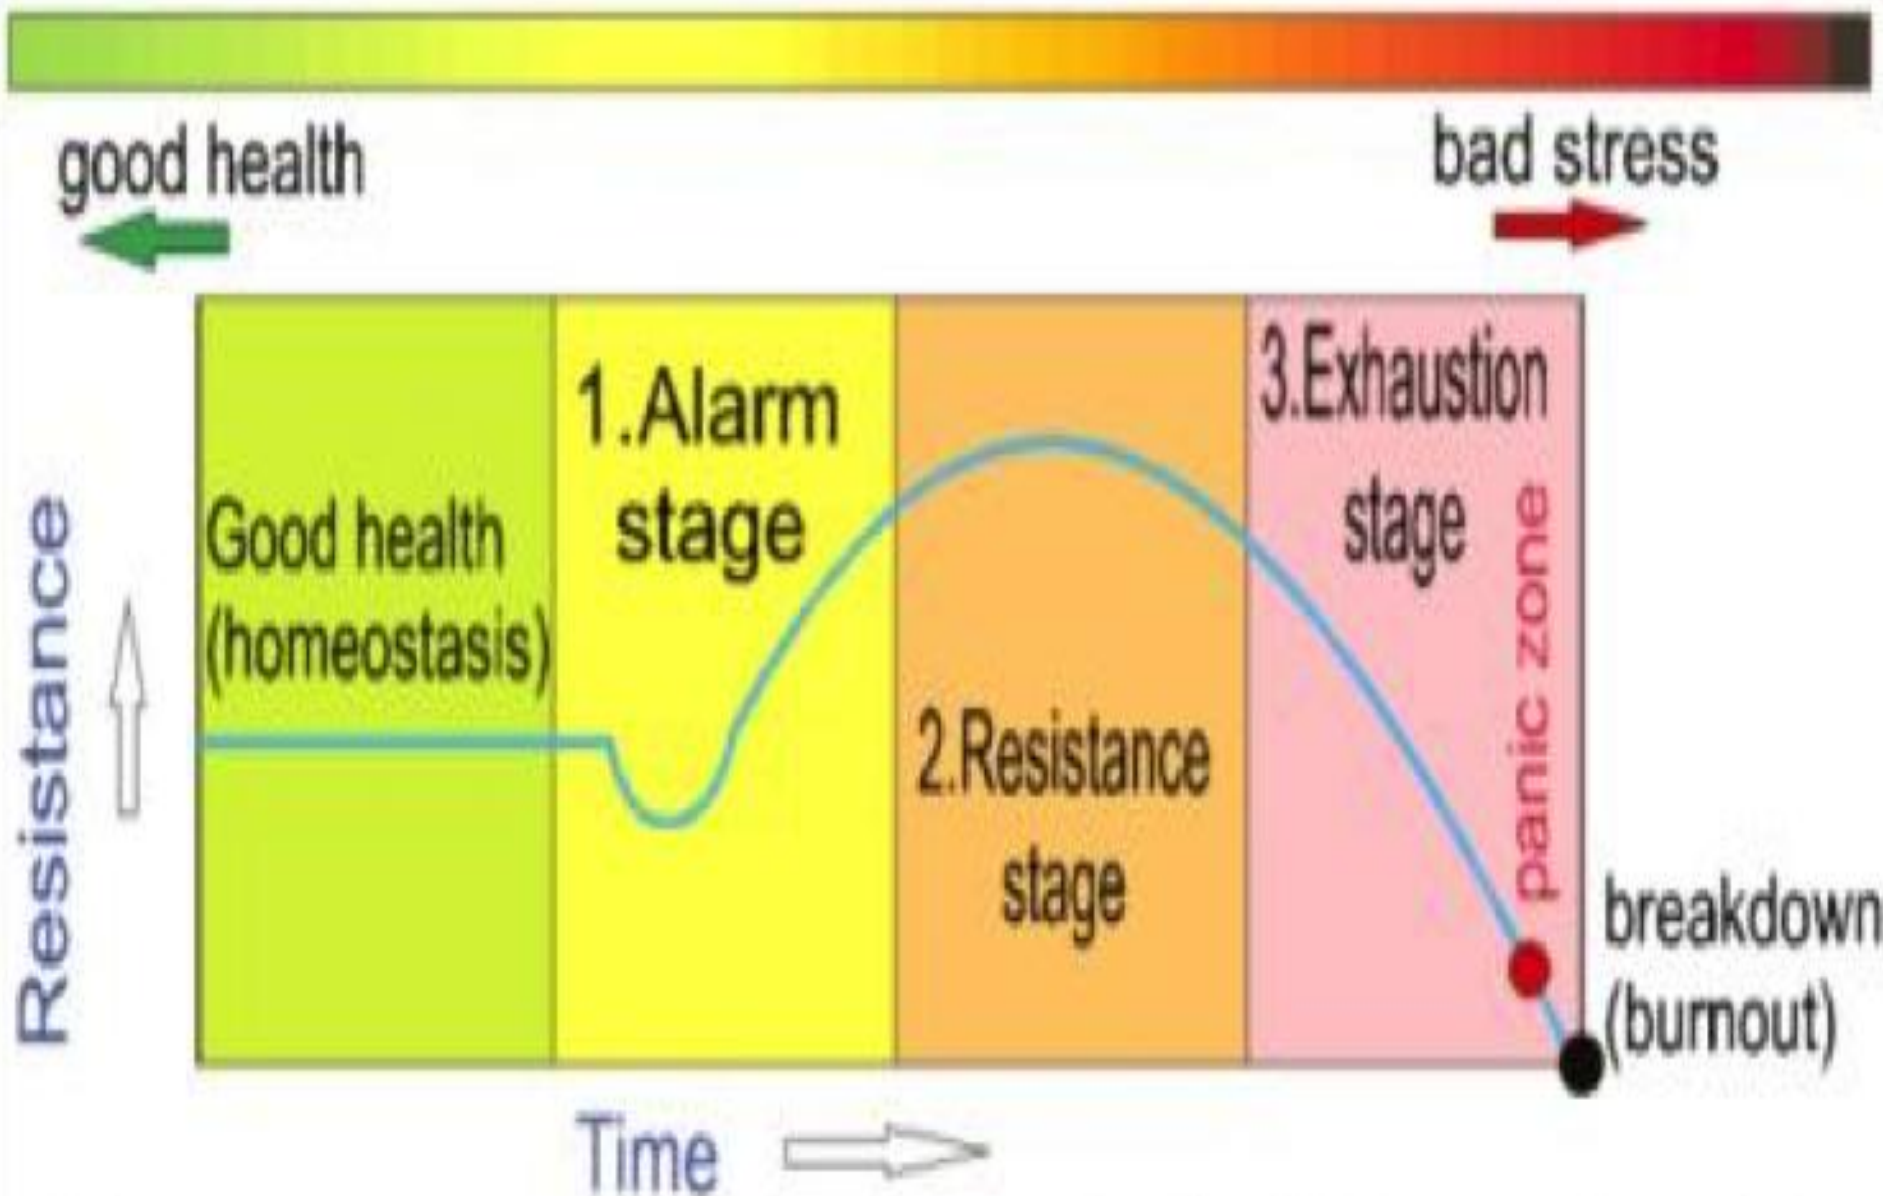 good health
bad stress
Good health
(homeostasis)
1.Alarm
stage
2.Resistance
stage
3.Exhaustion
stage
panic zone
breakdown
(burnout)
Resistance
Time